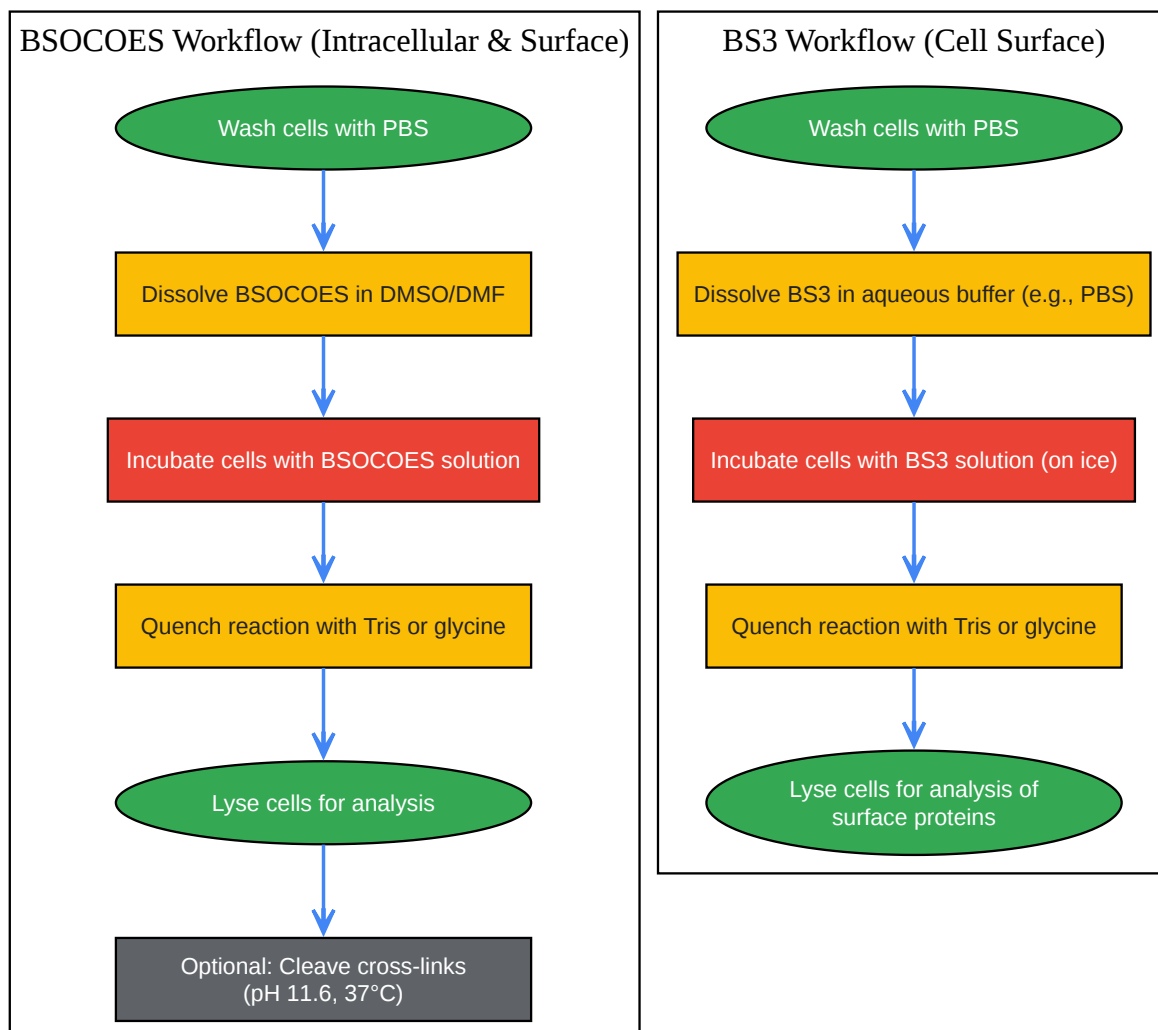 BSOCOES Workflow (Intracellular & Surface)
Wash cells with PBS
Dissolve BSOCOES in DMSO/DMF
Incubate cells with BSOCOES solution
Quench reaction with Tris or glycine
Lyse cells for analysis
Optional: Cleave cross-links
(pH 11.6, 37°C)
BS3 Workflow (Cell Surface)
Wash cells with PBS
Dissolve BS3 in aqueous buffer (e.g., PBS)
Incubate cells with BS3 solution (on ice)
Quench reaction with Tris or glycine
Lyse cells for analysis of
surface proteins